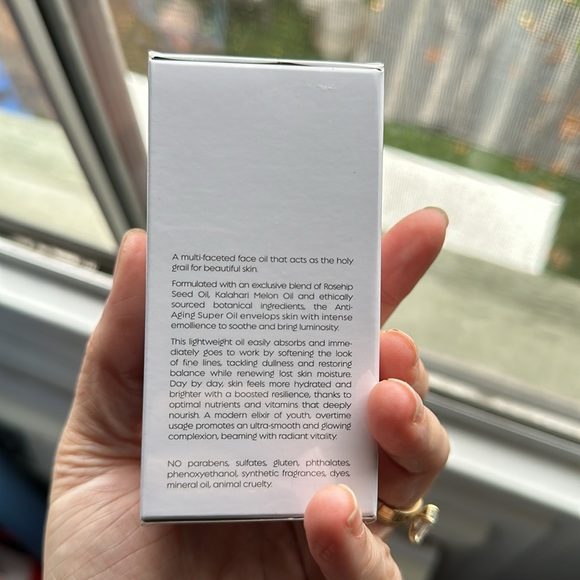 A multi-faceted face oil that acts as the holy
grail for beautiful skin.
Formulated with an exclusive blend of Rosehip
Seed Oil, Kalahari Melon Oil and ethically
sourced botanical ingredients, the Anti-
Aging Super Oil envelops skin with intense
emollience to soothe and bring luminosity.
This lightweight oil easily absorbs and imme-
diately goes to work by softening the look
of fine lines, tackling dullness and restoring
balance while renewing lost skin moisture.
Day by day, skin feels more hydrated and
brighter with a boosted resilience, thanks to
optimal nutrients and vitamins that deeply
nourish. A modern elixir of youth, overtime
usage promotes an ultra-smooth and glowing
complexion, beaming with radiant vitality.
NO parabens, sulfates, gluten, phthalates,
phenoxyethanol, synthetic fragrances, dyes,
mineral oil, animal cruelty.